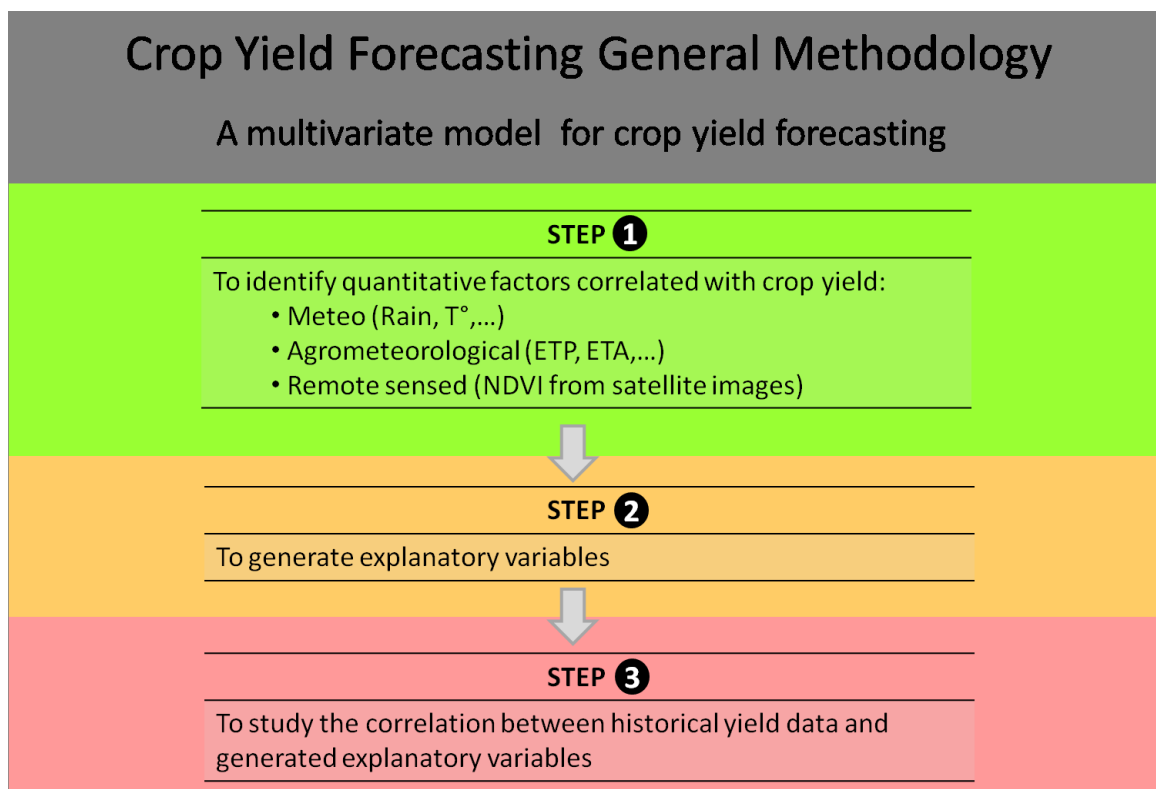 Crop Yield Forecasting General Methodology
A multivariate model for crop yield forecasting
STEP 1
To identify quantitative factors correlated with crop yield:
• Meteo (Rain, T°,...)
• Agrometeorological (ETP, ETA,...)
• Remote sensed (NDVI from satellite images)
STEP 2
To generate explanatory variables
STEP 3
To study the correlation between historical yield data and
generated explanatory variables